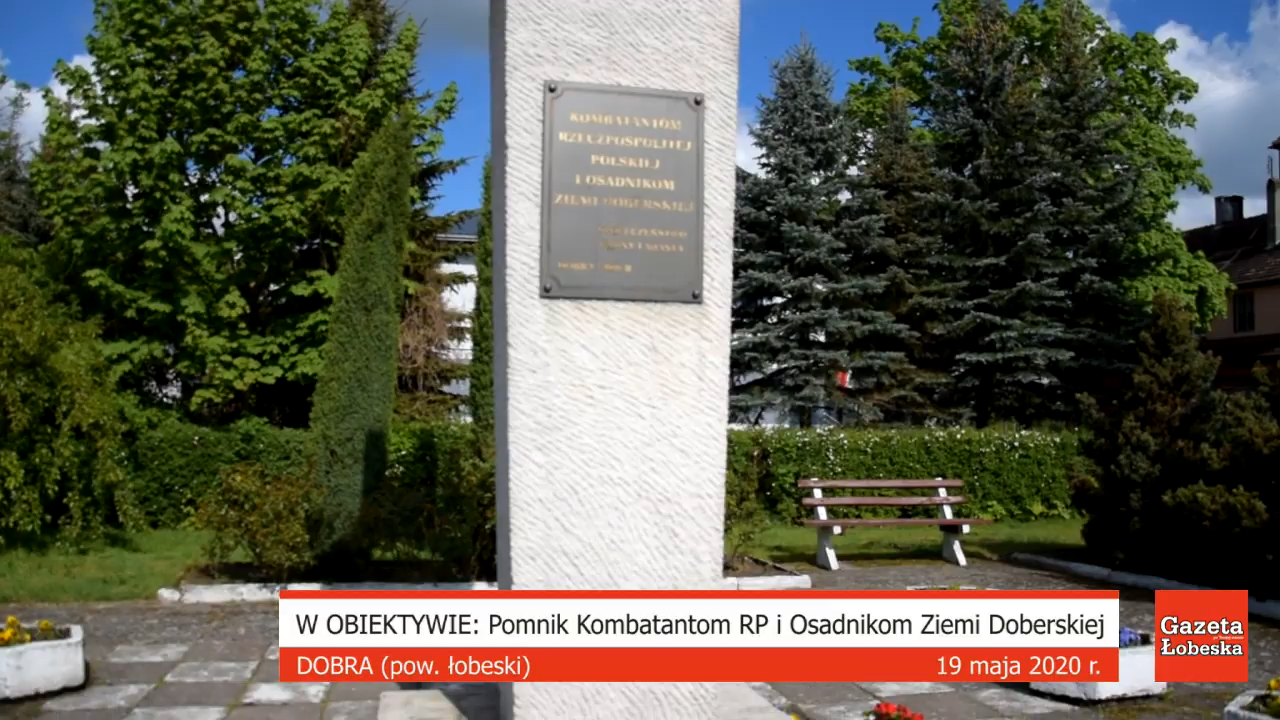 KOMBATANTOM
RZECZPOSPOLITEJ
POLSKIEJ
I OSADNIKOM
ZIEMI DOBERSKIEJ
W OBIEKTYWIE: Pomnik Kombatantom RP i Osadnikom Ziemi Doberskiej
DOBRA (pow. łobeski)
19 maja 2020 r.
Gazeta
Łobeska